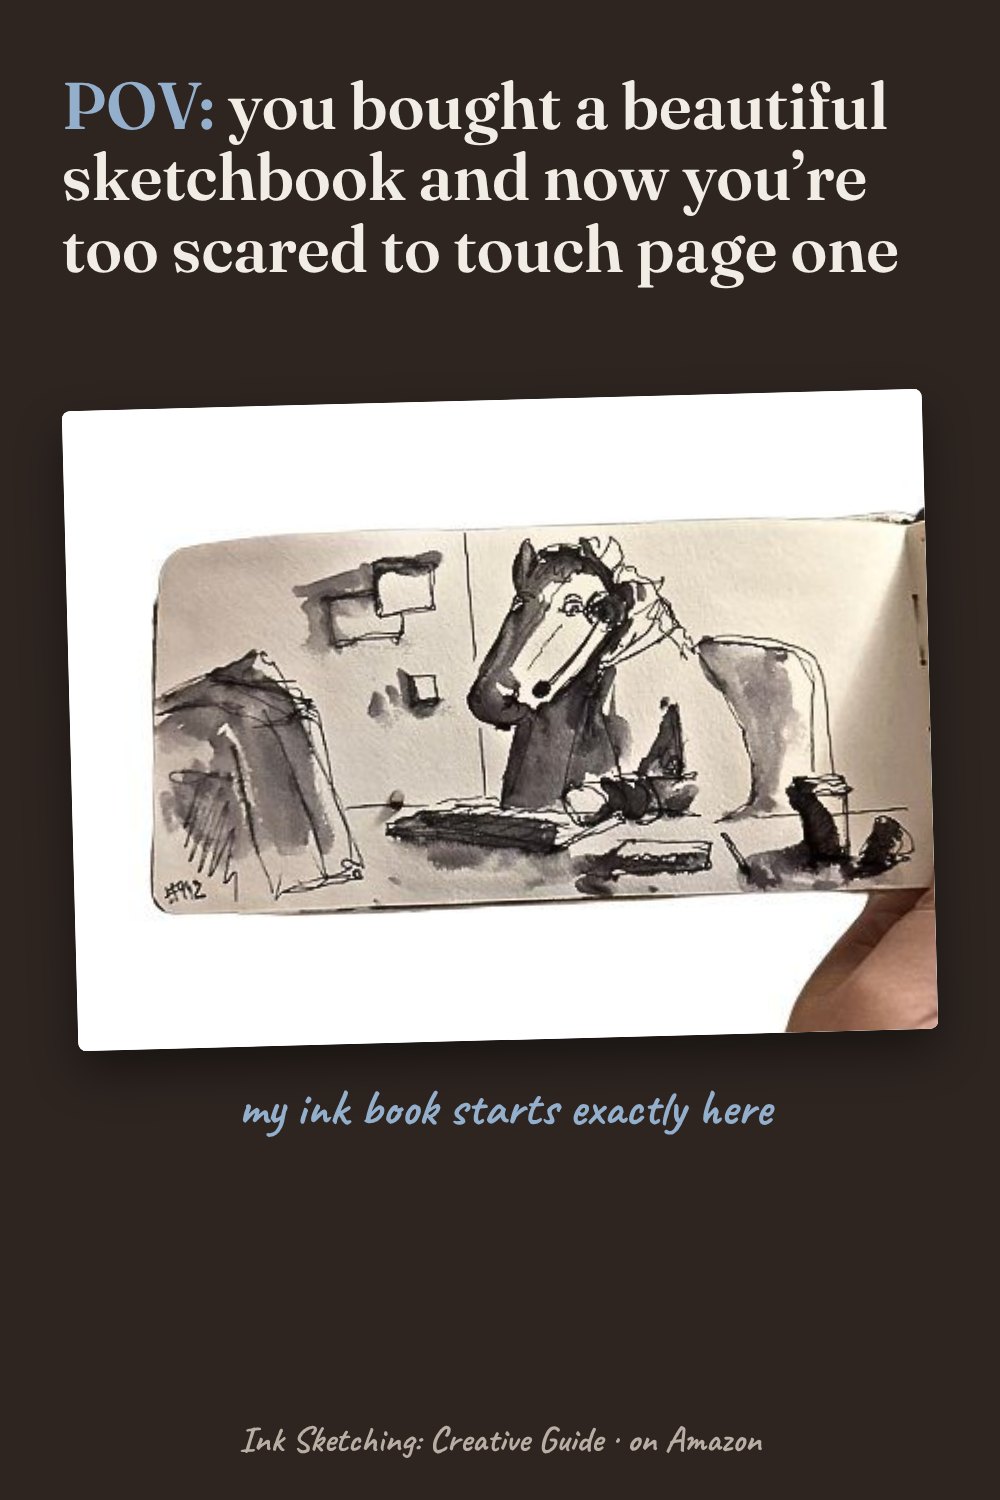 POV: you bought a beautiful
sketchbook and now you’re
too scared to touch page one
#942
my ink book starts exactly here
Ink Sketching: Creative Guide · on Amazon